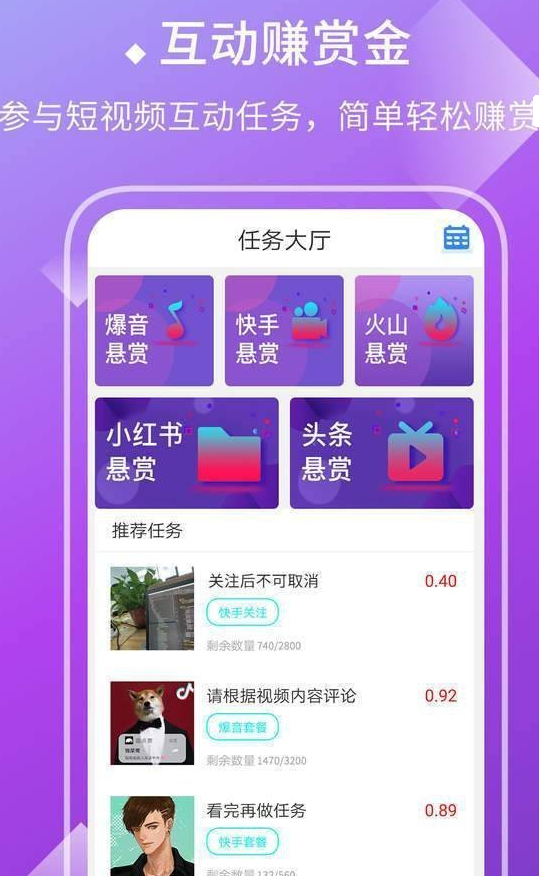 互动赚赏金
参与短视频互动任务，简单轻松赚赏
任务大厅
爆音
悬赏
快手
悬赏
火山
悬赏
小红书
悬赏
头条
悬赏
推荐任务
关注后不可取消
0.40
快手关注
剩余数量 740/2800
请根据视频内容评论
0.92
爆音套餐
剩余数量 1470/3200
看完再做任务
0.89
快手套餐
剩余数量 132/560